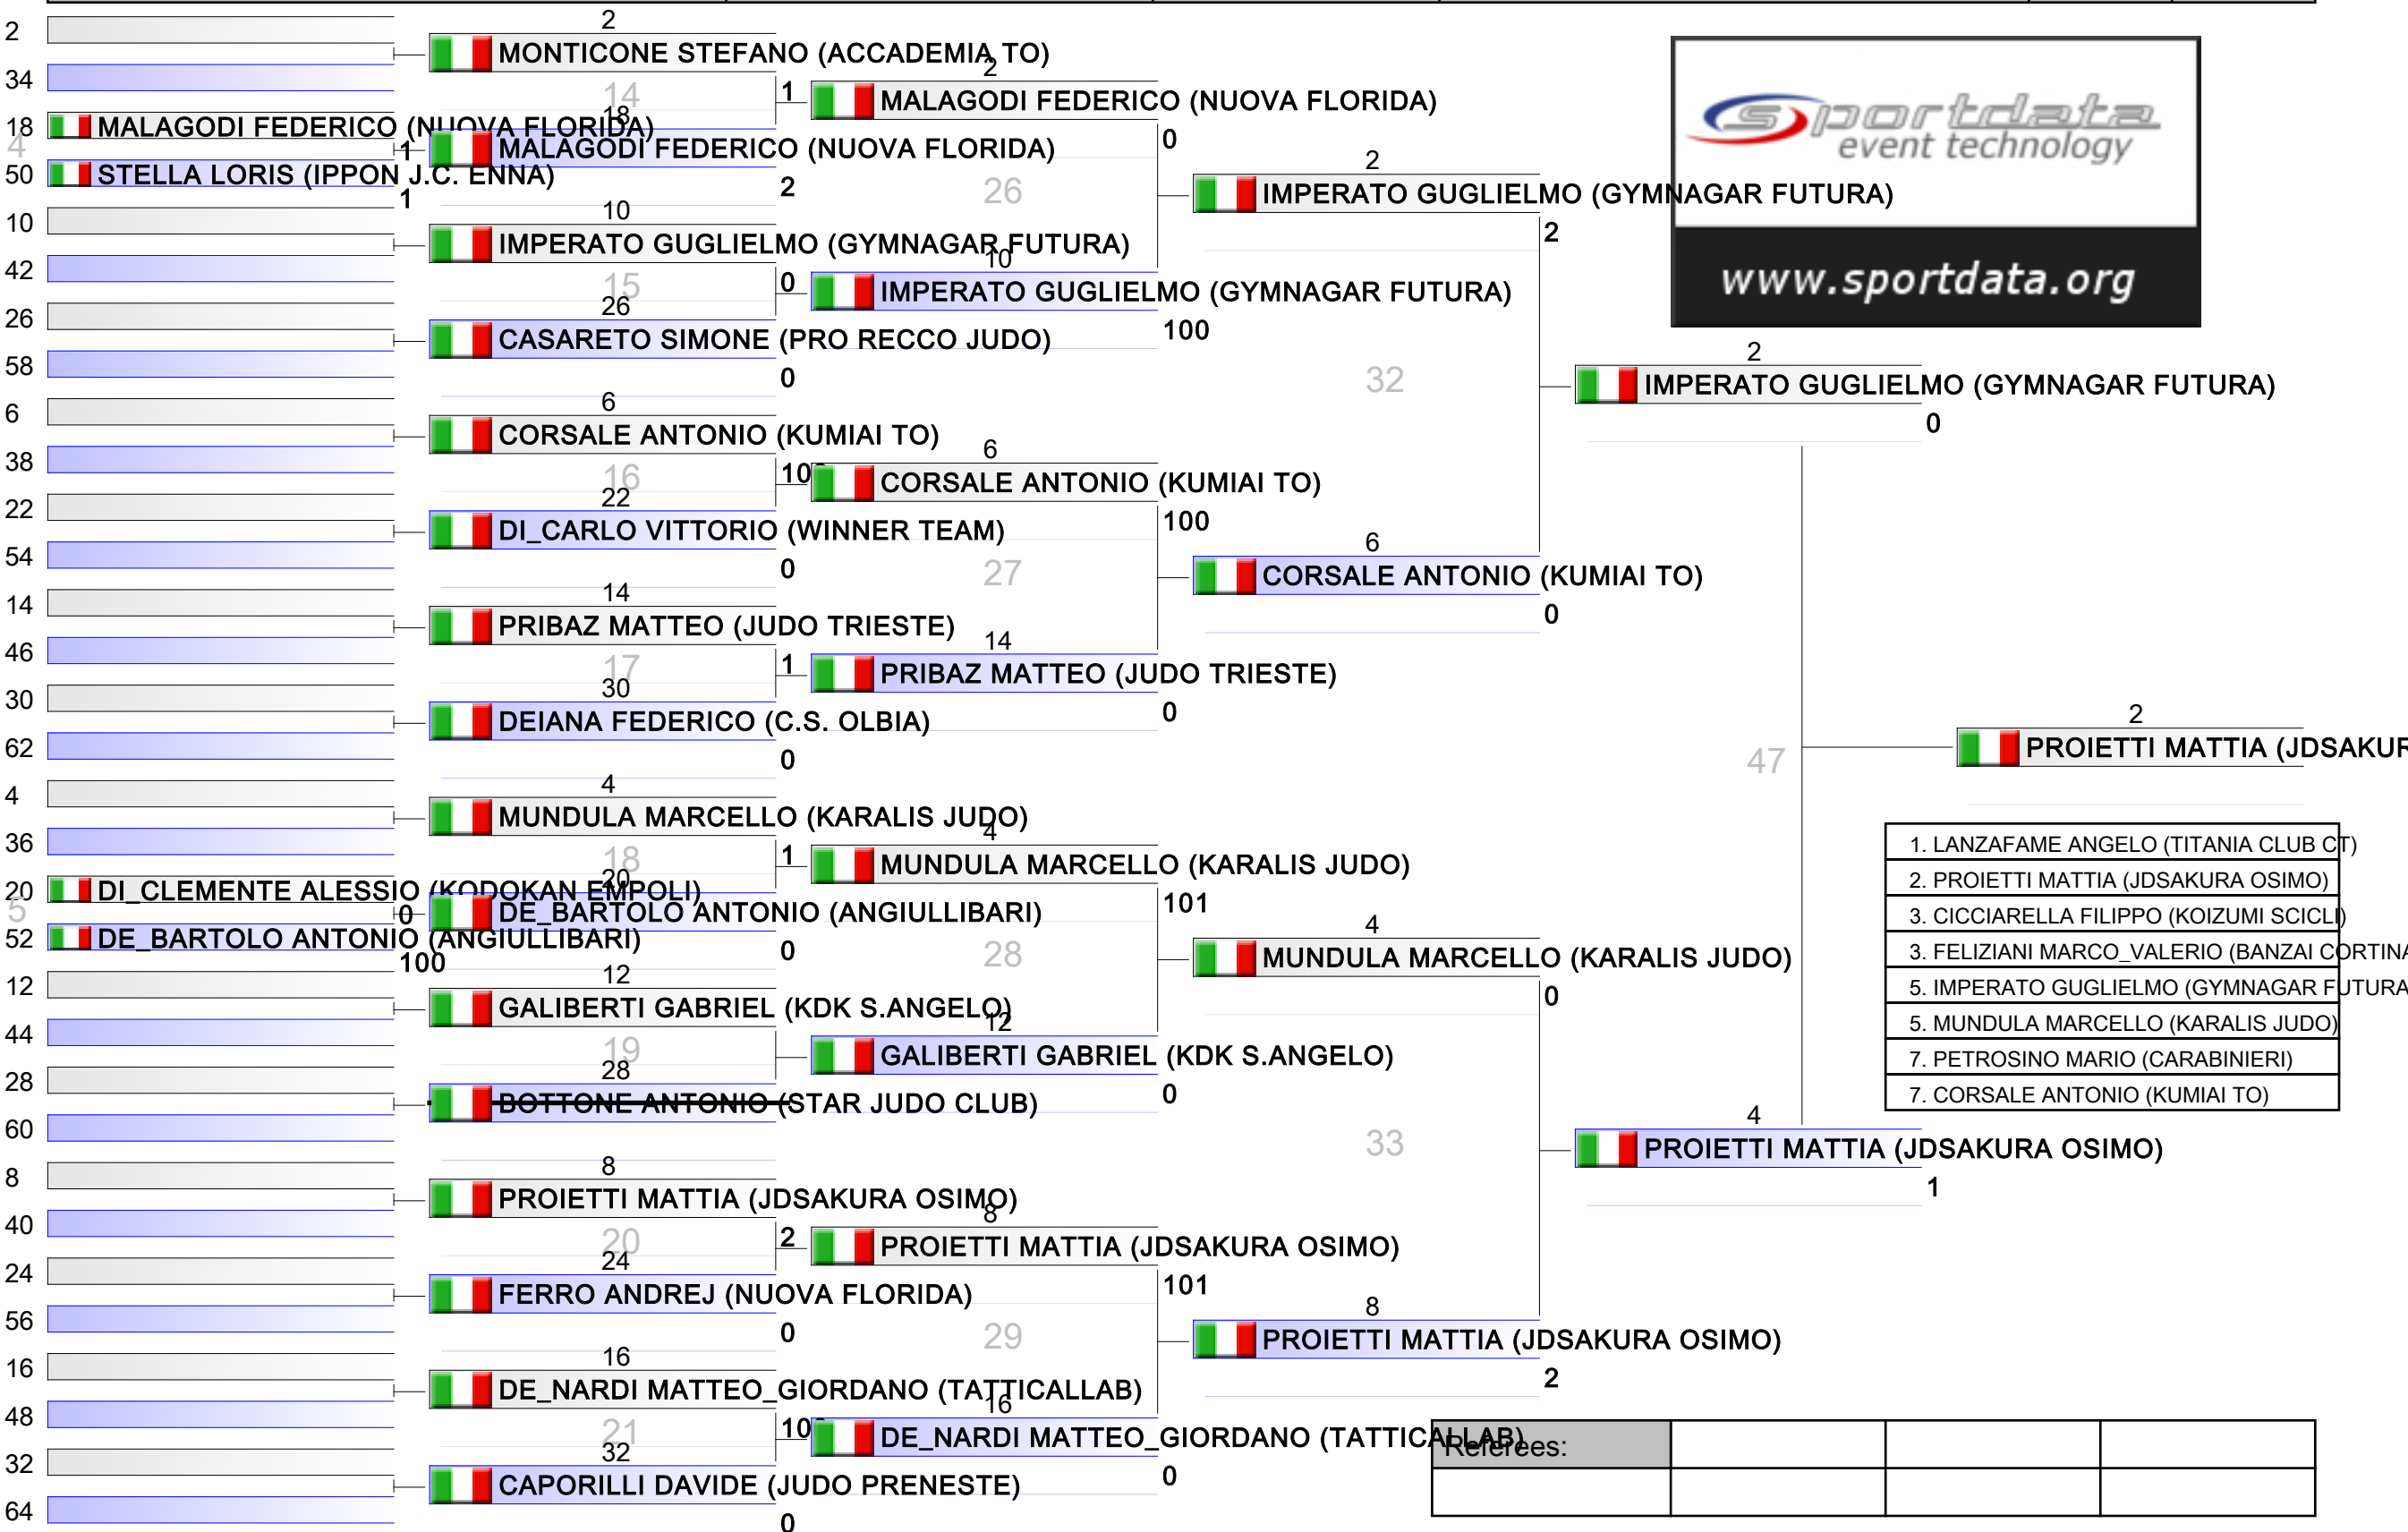 2
34
18
4
50
10
42
26
58
6
38
22
54
14
46
30
62
4
36
20
5
52
12
44
28
60
8
40
24
56
16
48
32
64
MALAGODI FEDERICO (NUOVA FLORIDA)
1
STELLA LORIS (IPPON J.C. ENNA)
1
DI_CLEMENTE ALESSIO (KODOKAN EMPOLI)
0
DE_BARTOLO ANTONIO (ANGIULLIBARI)
100
2
MONTICONE STEFANO (ACCADEMIA TO)
1
14
18
MALAGODI FEDERICO (NUOVA FLORIDA)
2
10
IMPERATO GUGLIELMO (GYMNAGAR FUTURA)
0
15
26
CASARETO SIMONE (PRO RECCO JUDO)
0
6
CORSALE ANTONIO (KUMIAI TO)
16
22
DI_CARLO VITTORIO (WINNER TEAM)
0
14
PRIBAZ MATTEO (JUDO TRIESTE)
1
17
30
DEIANA FEDERICO (C.S. OLBIA)
0
4
MUNDULA MARCELLO (KARALIS JUDO)
1
18
20
DE_BARTOLO ANTONIO (ANGIULLIBARI)
0
12
GALIBERTI GABRIEL (KDK S.ANGELO)
19
28
BOTTONE ANTONIO (STAR JUDO CLUB)
8
PROIETTI MATTIA (JDSAKURA OSIMO)
2
20
24
FERRO ANDREJ (NUOVA FLORIDA)
0
16
DE_NARDI MATTEO_GIORDANO (TATTICALLAB)
21
32
CAPORILLI DAVIDE (JUDO PRENESTE)
0
2
MALAGODI FEDERICO (NUOVA FLORIDA)
0
26
10
IMPERATO GUGLIELMO (GYMNAGAR FUTURA)
100
6
CORSALE ANTONIO (KUMIAI TO)
100
27
14
PRIBAZ MATTEO (JUDO TRIESTE)
0
4
MUNDULA MARCELLO (KARALIS JUDO)
101
28
12
GALIBERTI GABRIEL (KDK S.ANGELO)
0
8
PROIETTI MATTIA (JDSAKURA OSIMO)
101
29
16
DE_NARDI MATTEO_GIORDANO (TATTICALLAB)
0
2
IMPERATO GUGLIELMO (GYMNAGAR FUTURA)
2
32
6
CORSALE ANTONIO (KUMIAI TO)
0
4
MUNDULA MARCELLO (KARALIS JUDO)
0
33
8
PROIETTI MATTIA (JDSAKURA OSIMO)
2
sportdata
event technology
www.sportdata.org
2
IMPERATO GUGLIELMO (GYMNAGAR FUTURA)
0
47
4
PROIETTI MATTIA (JDSAKURA OSIMO)
1
2
PROIETTI MATTIA (JDSAKUR
1. LANZAFAME ANGELO (TITANIA CLUB CT)
2. PROIETTI MATTIA (JDSAKURA OSIMO)
3. CICCIARELLA FILIPPO (KOIZUMI SCICLI)
3. FELIZIANI MARCO_VALERIO (BANZAI CORTINA
5. IMPERATO GUGLIELMO (GYMNAGAR FUTURA
5. MUNDULA MARCELLO (KARALIS JUDO)
7. PETROSINO MARIO (CARABINIERI)
7. CORSALE ANTONIO (KUMIAI TO)
Referees: